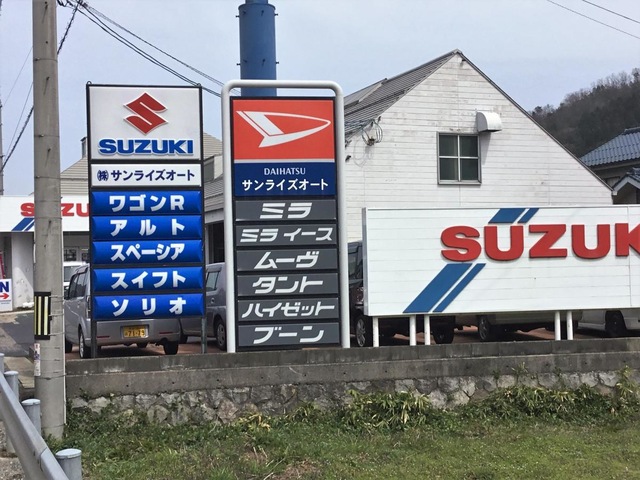 SUZUKI
㈱サンライズオート
ワゴンR
アルト
スペーシア
スイフト
ソリオ
DAIHATSU
サンライズオート
ミラ
ミラ イース
ムーヴ
タント
ハイゼット
ブーン
SUZUK
SUZU